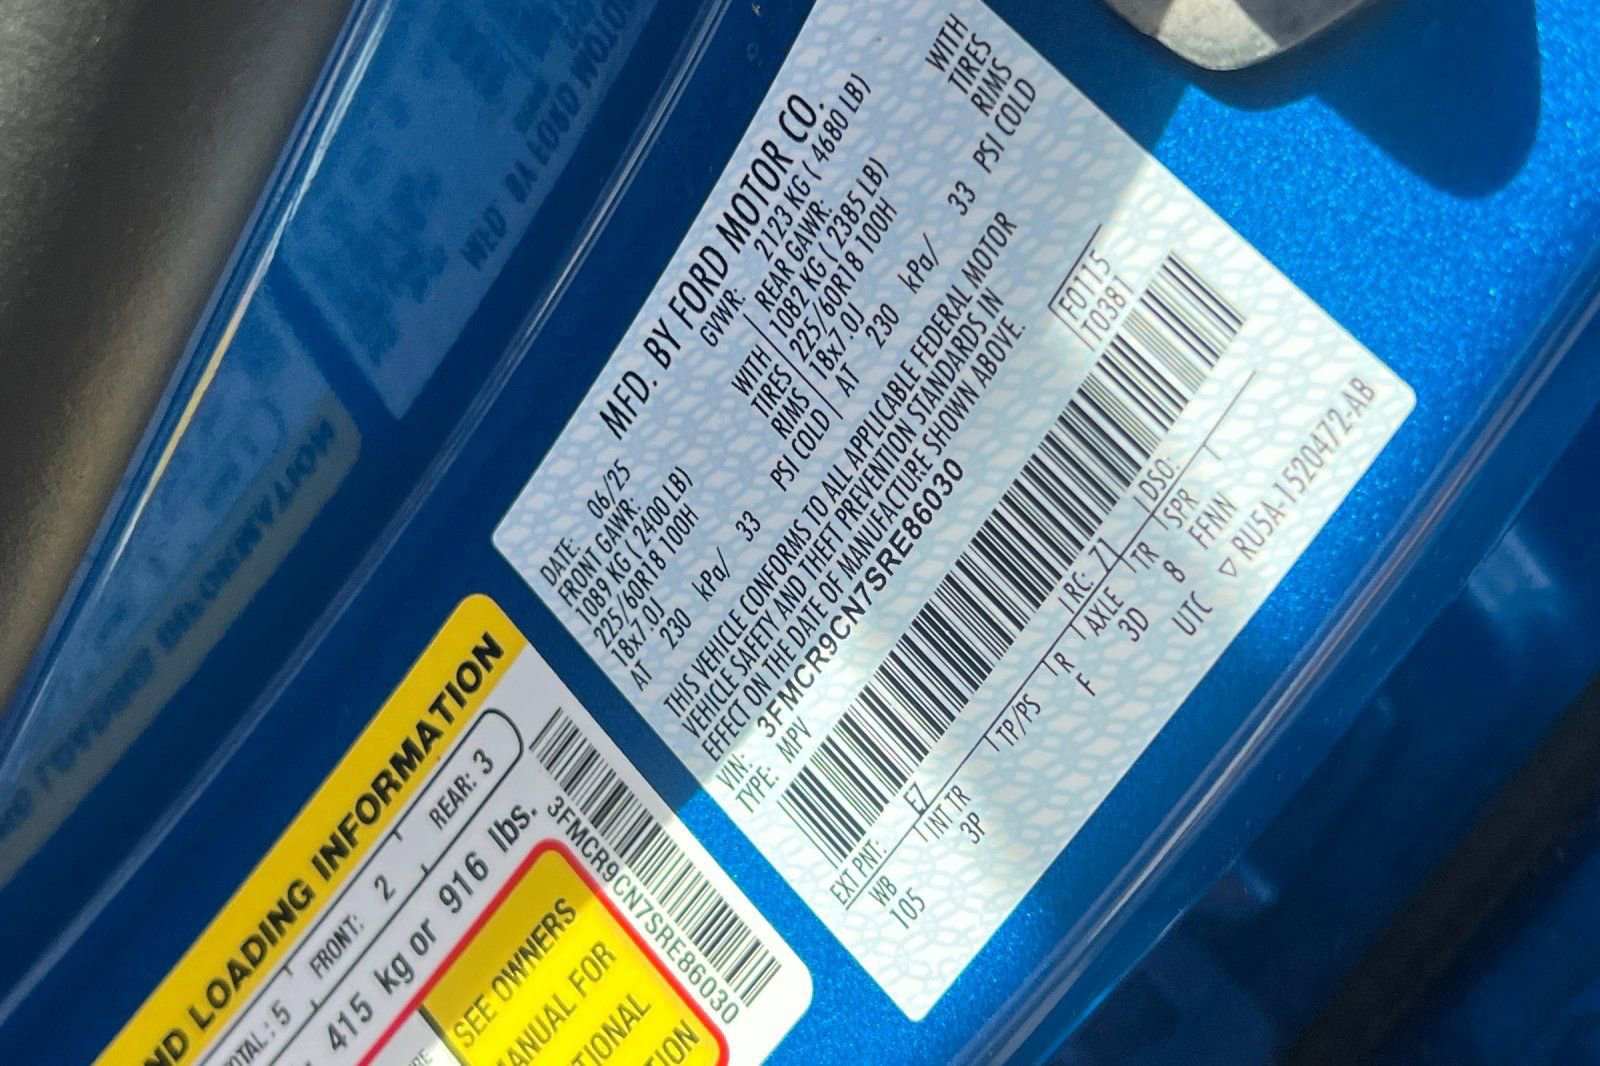 MFD. BY FORD MOTOR CO.
DATE: 06/25 GVWR: 2123 KG ( 4680 LB)
FRONT GAWR: REAR GAWR:
1089 KG ( 2400 LB) WITH 1082 KG ( 2385 LB) WITH
225/60R18 100H TIRES 225/60R18 100H TIRES
18x7.0J RIMS 18x7.0J RIMS
AT 230 kPa/ 33 PSI COLD AT 230 kPa/ 33 PSI COLD
THIS VEHICLE CONFORMS TO ALL APPLICABLE FEDERAL MOTOR
VEHICLE SAFETY AND THEFT PREVENTION STANDARDS IN
EFFECT ON THE DATE OF MANUFACTURE SHOWN ABOVE.
VIN: 3FMCR9CN7SRE86030
TYPE: MPV
F0115
T0381
EXT PNT: EZ RC: 71 DSO:
WB INT TR TP/PS R AXLE TR SPR
105 3P F 3D 8 FFNN
UTC
▽ RU5A-1520472-AB
ND LOADING INFORMATION
TOTAL: 5 FRONT: 2 REAR: 3
415 kg or 916 lbs.
3FMCR9CN7SRE86030
SEE OWNERS
MANUAL FOR